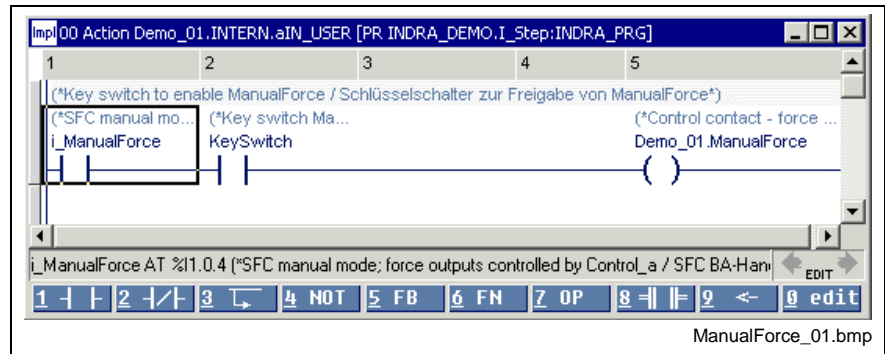 Impl 00 Action Demo_01.INTERN.aIN_USER [PR INDRA_DEMO.I_Step:INDRA_PRG]
1 2 3 4 5
(*Key switch to enable ManualForce / Schlüsselschalter zur Freigabe von ManualForce*)
(*SFC manual mo... (*Key switch Ma... (*Control contact - force ...
i_ManualForce KeySwitch Demo_01.ManualForce
i_ManualForce AT %I1.0.4 (*SFC manual mode; force outputs controlled by Control_a / SFC BA-Han
EDIT
1 2 3 4 NOT 5 FB 6 FN 7 OP 8 9 <- 0 edit
ManualForce_01.bmp